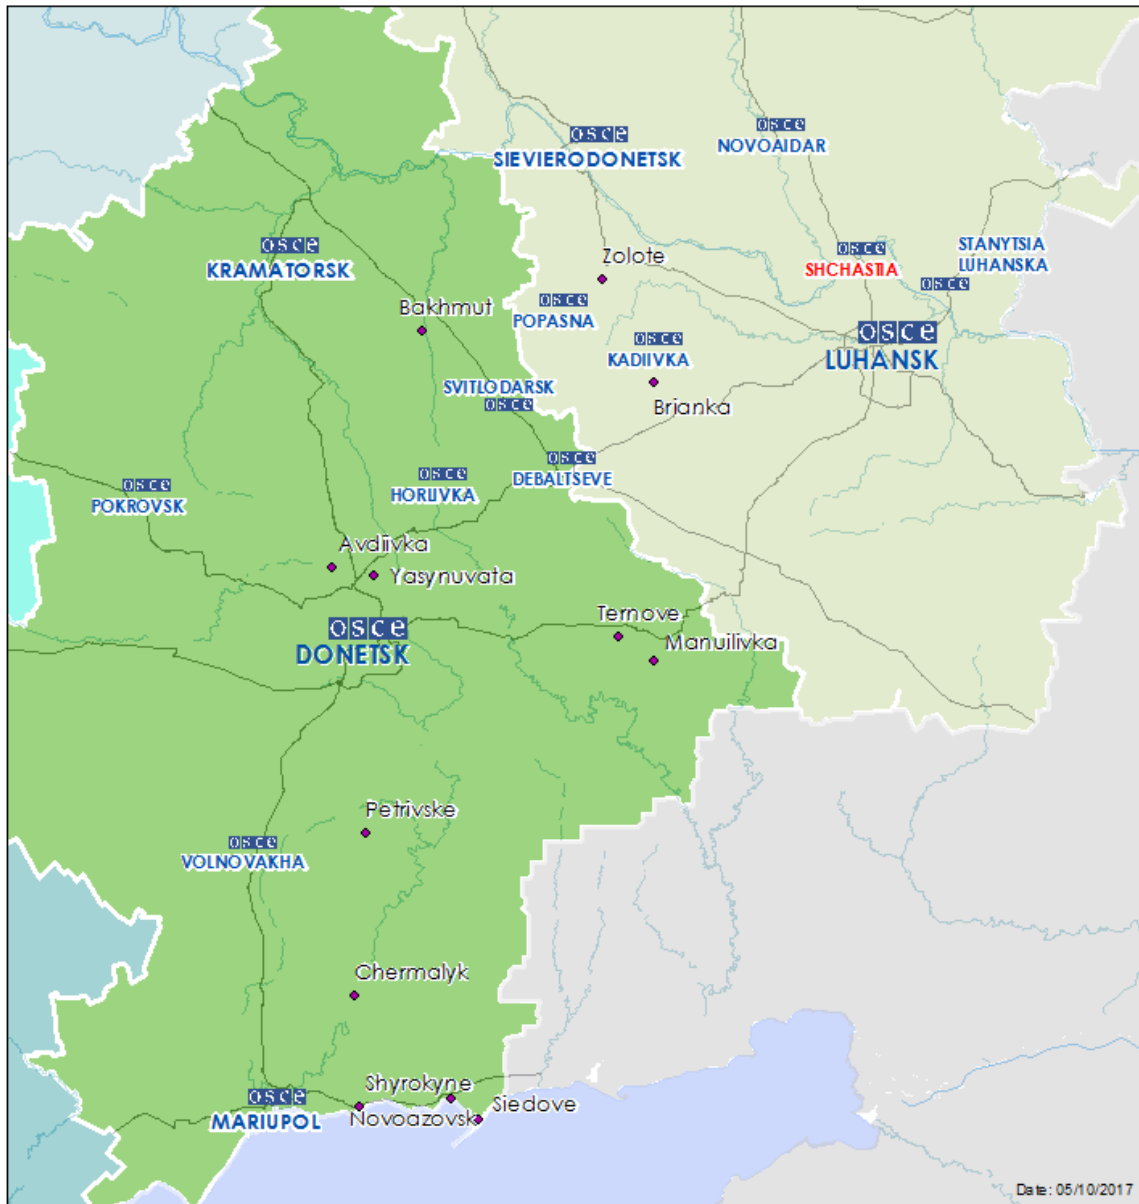 osce
NOVOAIDAR
osce
SIEVIERODONETSK
osce
KRAMATORSK
osce
SHCHASTIA
STANYTSIA
LUHANSKA
osce
Zolote
osce
POPASNA
Bakhmut
osce
LUHANSK
osce
KADIIVKA
Brianka
SVITLODARSK
osce
osce
DEBALTSEVE
osce
HORLIVKA
osce
POKROVSK
Avdiivka
Yasynuvata
osce
DONETSK
Ternove
Manuilivka
Petrivske
osce
VOLNOVAKHA
Chermalyk
osce
MARIUPOL
Shyrokyne
Novoazovsk
Siedove
Date: 05/10/2017